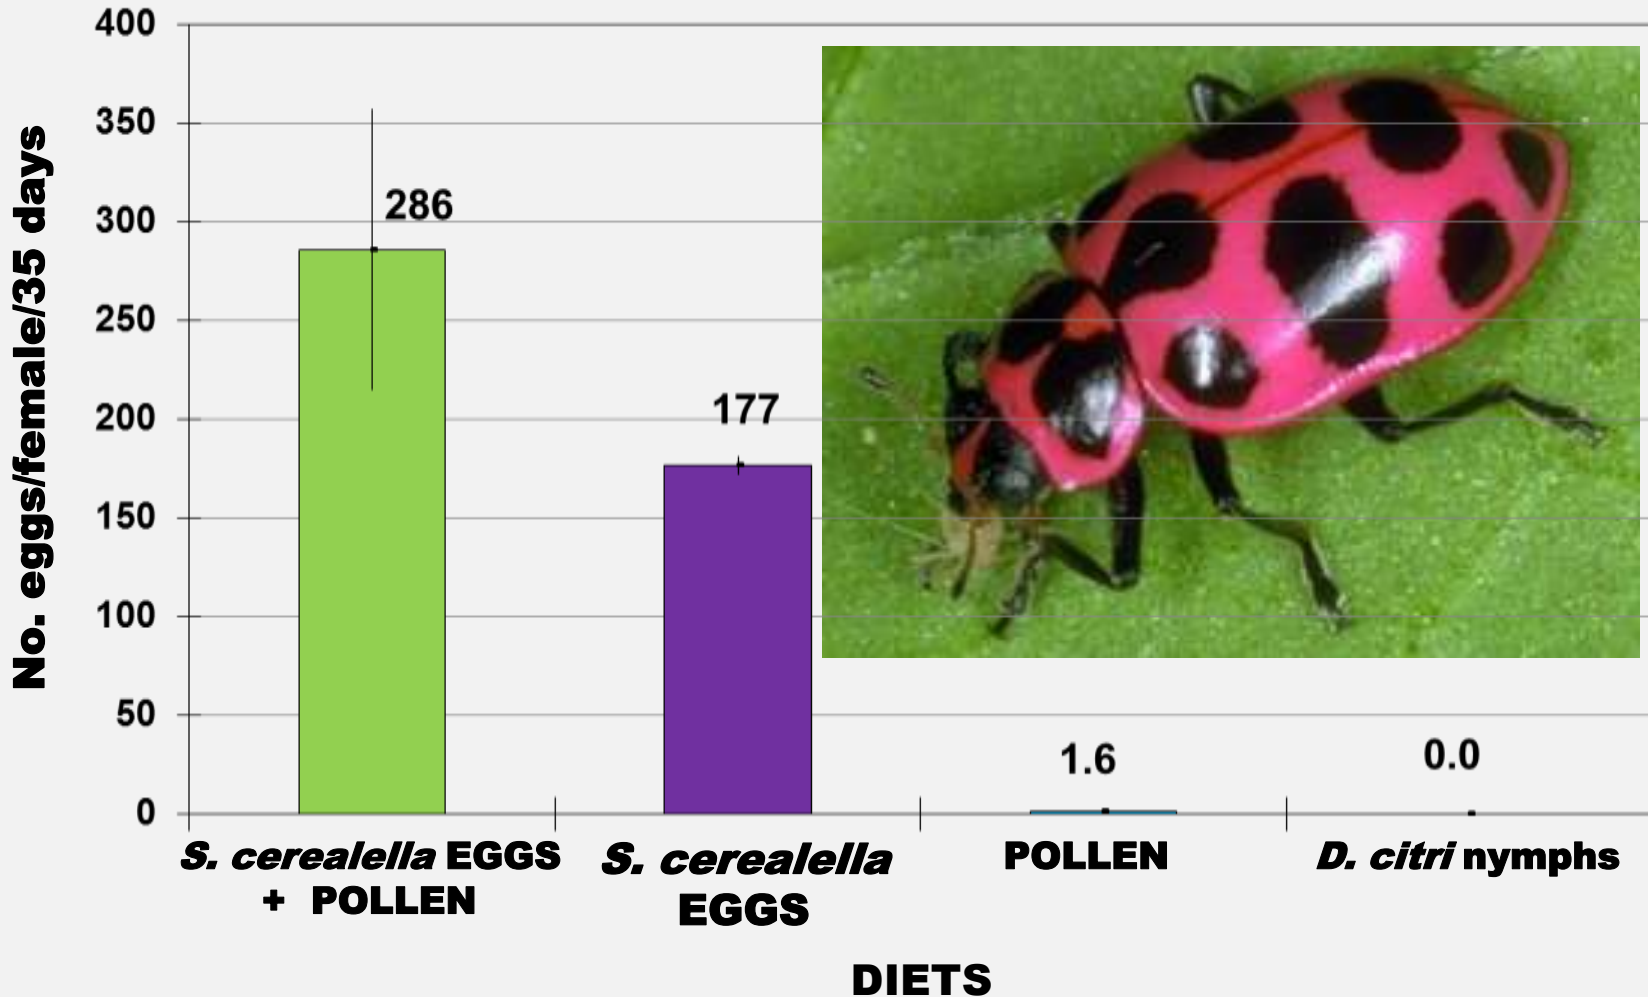 400
350
300
250
200
150
100
50
0
No. eggs/female/35 days
286
177
1.6
0.0
S. cerealella EGGS
+ POLLEN
S. cerealella
EGGS
POLLEN
D. citri nymphs
DIETS